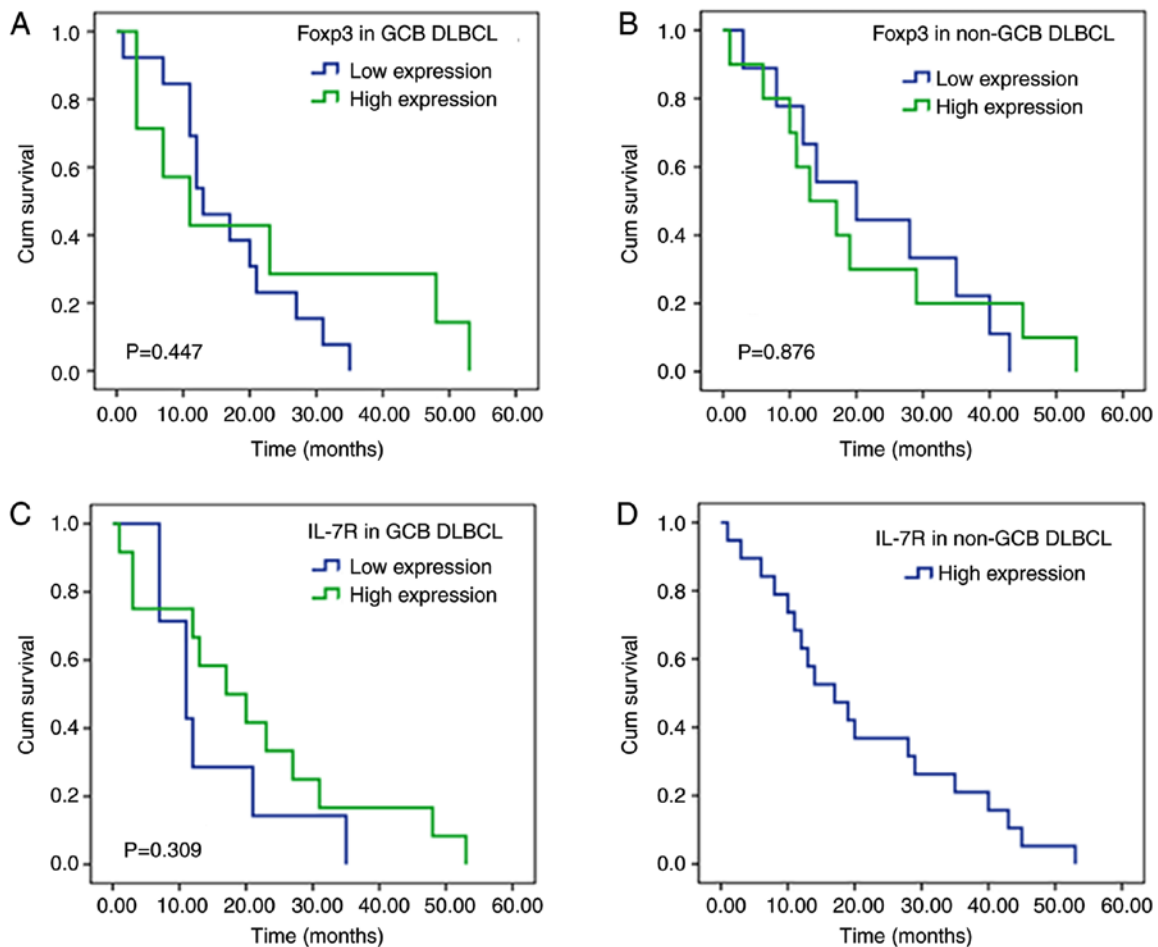 A
Foxp3 in GCB DLBCL
Low expression
High expression
1.0
0.8
0.6
0.4
0.2
0.0
Cum survival
P=0.447
0.00 10.00 20.00 30.00 40.00 50.00 60.00
Time (months)
B
Foxp3 in non-GCB DLBCL
Low expression
High expression
1.0
0.8
0.6
0.4
0.2
0.0
Cum survival
P=0.876
0.00 10.00 20.00 30.00 40.00 50.00 60.00
Time (months)
C
IL-7R in GCB DLBCL
Low expression
High expression
1.0
0.8
0.6
0.4
0.2
0.0
Cum survival
P=0.309
0.00 10.00 20.00 30.00 40.00 50.00 60.00
Time (months)
D
IL-7R in non-GCB DLBCL
High expression
1.0
0.8
0.6
0.4
0.2
0.0
Cum survival
0.00 10.00 20.00 30.00 40.00 50.00 60.00
Time (months)